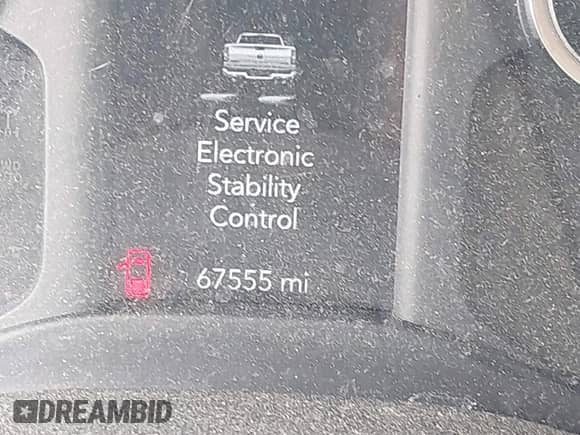 Service
Electronic
Stability
Control
67555 mi
DREAMBID